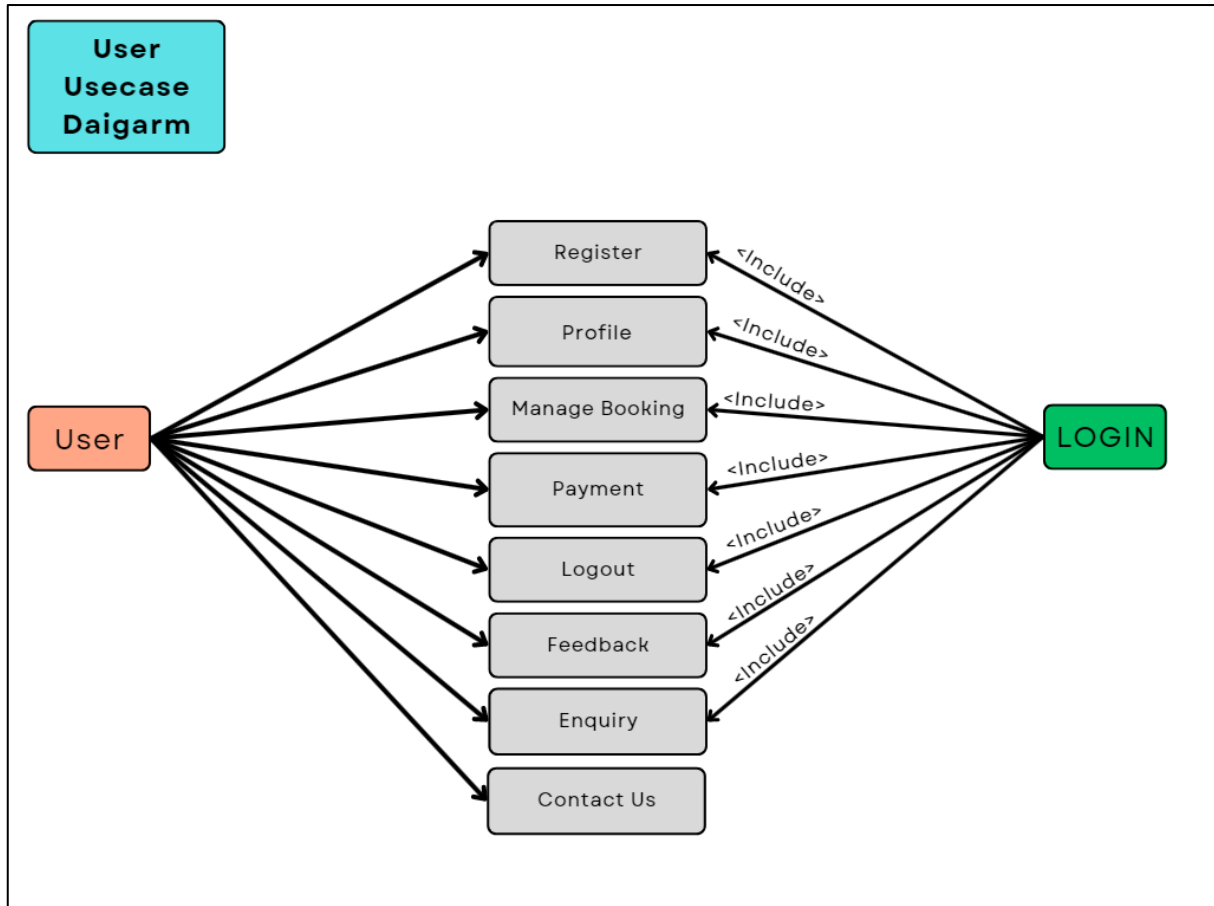 User
Usecase
Daigarm
Register
<Include>
Profile
<Include>
Manage Booking
<Include>
User
LOGIN
Payment
<Include>
Logout
<Include>
Feedback
<Include>
Enquiry
<Include>
Contact Us